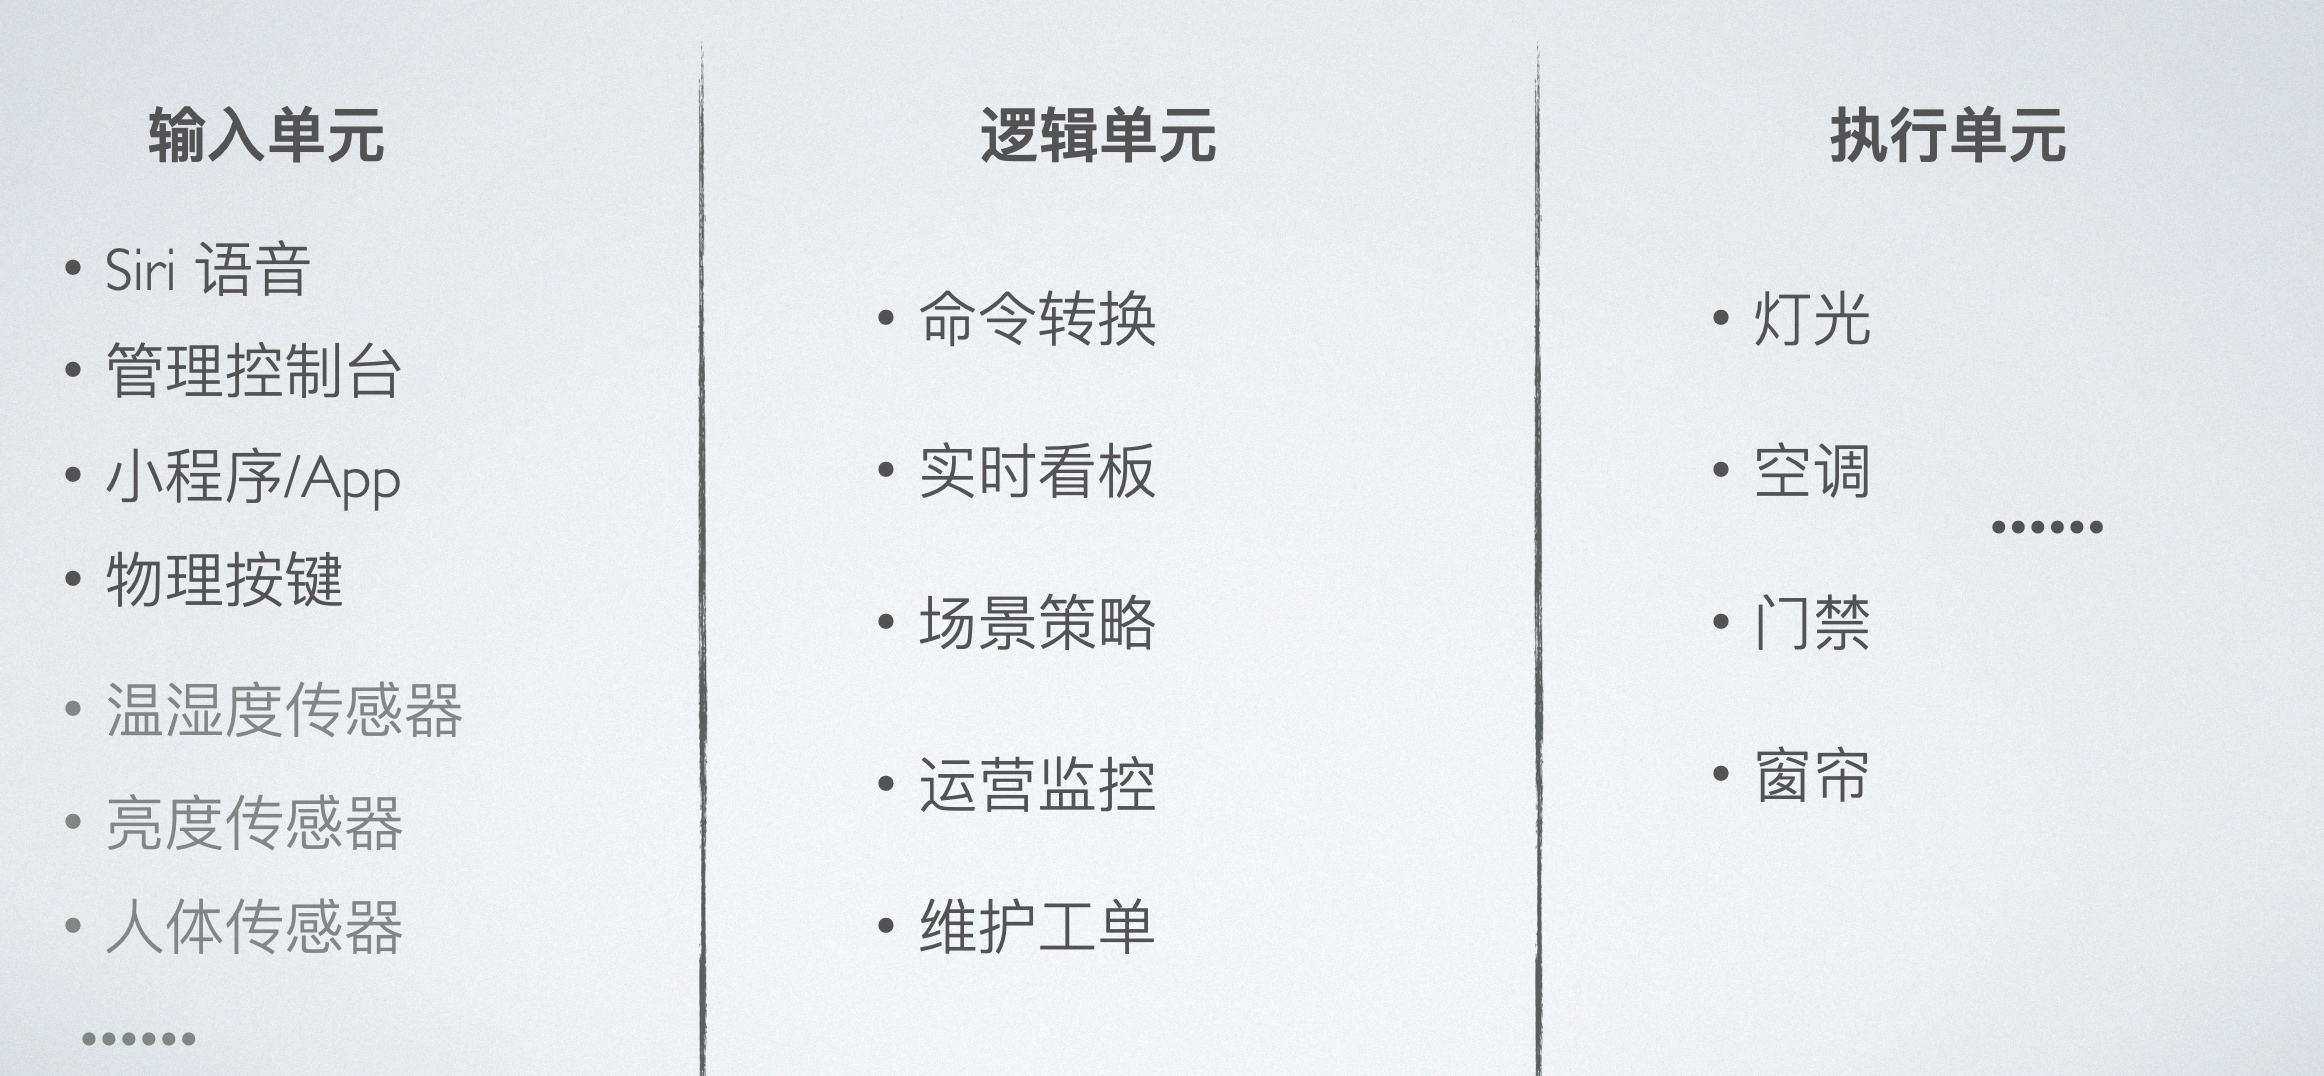 输入单元
• Siri 语音
• 管理控制台
• 小程序/App
• 物理按键
• 温湿度传感器
• 亮度传感器
• 人体传感器
••••••
逻辑单元
• 命令转换
• 实时看板
• 场景策略
• 运营监控
• 维护工单
执行单元
• 灯光
• 空调
••••••
• 门禁
• 窗帘